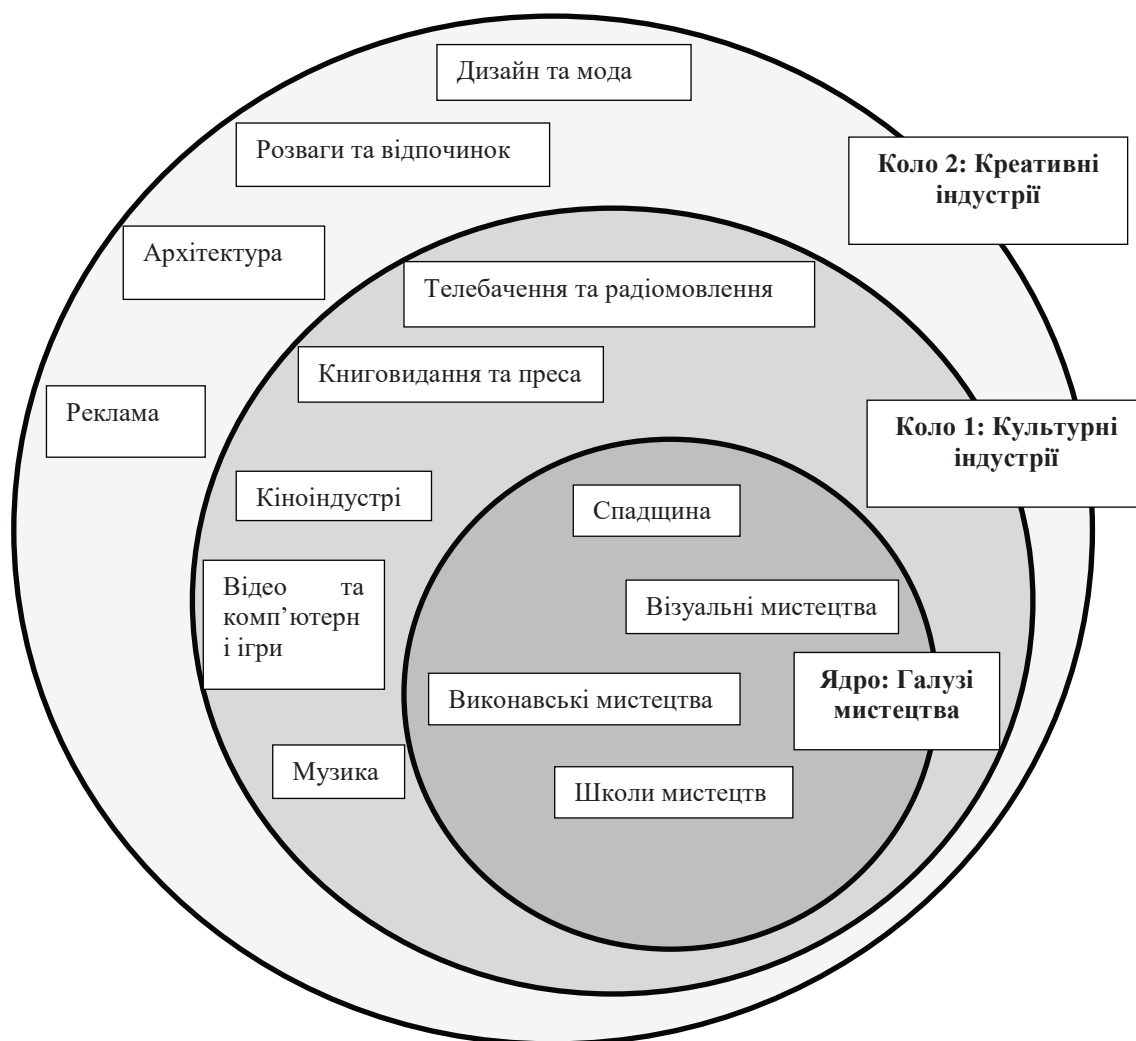 Дизайн та мода
Розваги та відпочинок
Коло 2: Креативні
індустрії
Архітектура
Телебачення та радіомовлення
Книговидання та преса
Реклама
Коло 1: Культурні
індустрії
Кіноіндустрі
Спадщина
Відео та
комп’ютерн
і ігри
Візуальні мистецтва
Ядро: Галузі
мистецтва
Виконавські мистецтва
Музика
Школи мистецтв